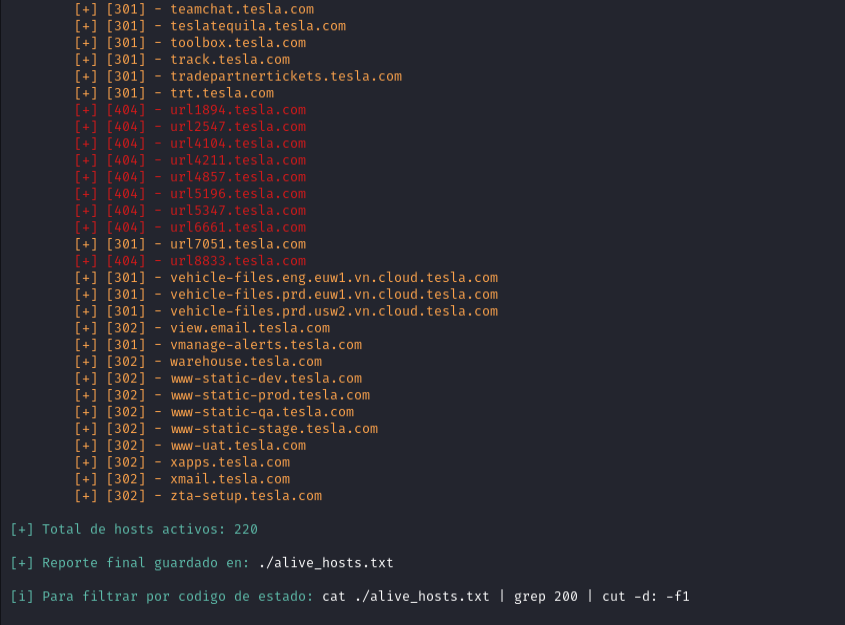 [+] [301] - teamchat.tesla.com
[+] [301] - teslatequila.tesla.com
[+] [301] - toolbox.tesla.com
[+] [301] - track.tesla.com
[+] [301] - tradepartnertickets.tesla.com
[+] [301] - trt.tesla.com
[+] [404] - url1894.tesla.com
[+] [404] - url2547.tesla.com
[+] [404] - url4104.tesla.com
[+] [404] - url4211.tesla.com
[+] [404] - url4857.tesla.com
[+] [404] - url5196.tesla.com
[+] [404] - url5347.tesla.com
[+] [404] - url6661.tesla.com
[+] [301] - url7051.tesla.com
[+] [404] - url8833.tesla.com
[+] [301] - vehicle-files.eng.euw1.vn.cloud.tesla.com
[+] [301] - vehicle-files.prd.euw1.vn.cloud.tesla.com
[+] [301] - vehicle-files.prd.usw2.vn.cloud.tesla.com
[+] [302] - view.email.tesla.com
[+] [301] - vmanage-alerts.tesla.com
[+] [302] - warehouse.tesla.com
[+] [302] - www-static-dev.tesla.com
[+] [302] - www-static-prod.tesla.com
[+] [302] - www-static-qa.tesla.com
[+] [302] - www-static-stage.tesla.com
[+] [302] - www-uat.tesla.com
[+] [302] - xapps.tesla.com
[+] [302] - xmail.tesla.com
[+] [302] - zta-setup.tesla.com
[+] Total de hosts activos: 220
[+] Reporte final guardado en: ./alive_hosts.txt
[i] Para filtrar por codigo de estado: cat ./alive_hosts.txt | grep 200 | cut -d: -f1